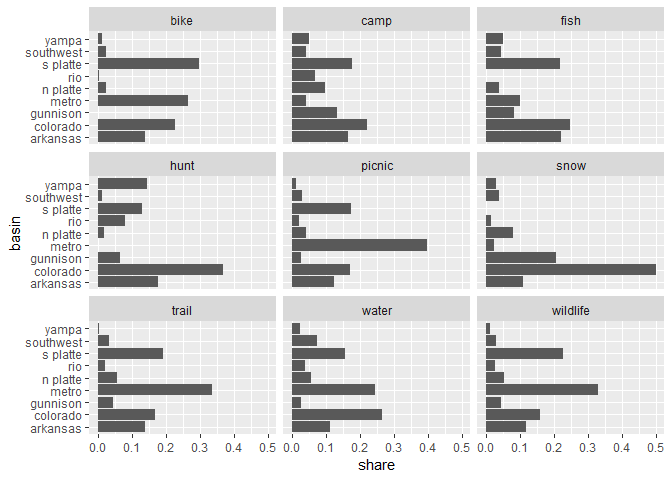 bike camp fish
yampa
southwest
s platte
rio
n platte
metro
gunnison
colorado
arkansas
hunt picnic snow
yampa
southwest
s platte
rio
n platte
metro
gunnison
colorado
arkansas
basin
trail water wildlife
yampa
southwest
s platte
rio
n platte
metro
gunnison
colorado
arkansas
0.0 0.1 0.2 0.3 0.4 0.5 0.0 0.1 0.2 0.3 0.4 0.5 0.0 0.1 0.2 0.3 0.4 0.5
share